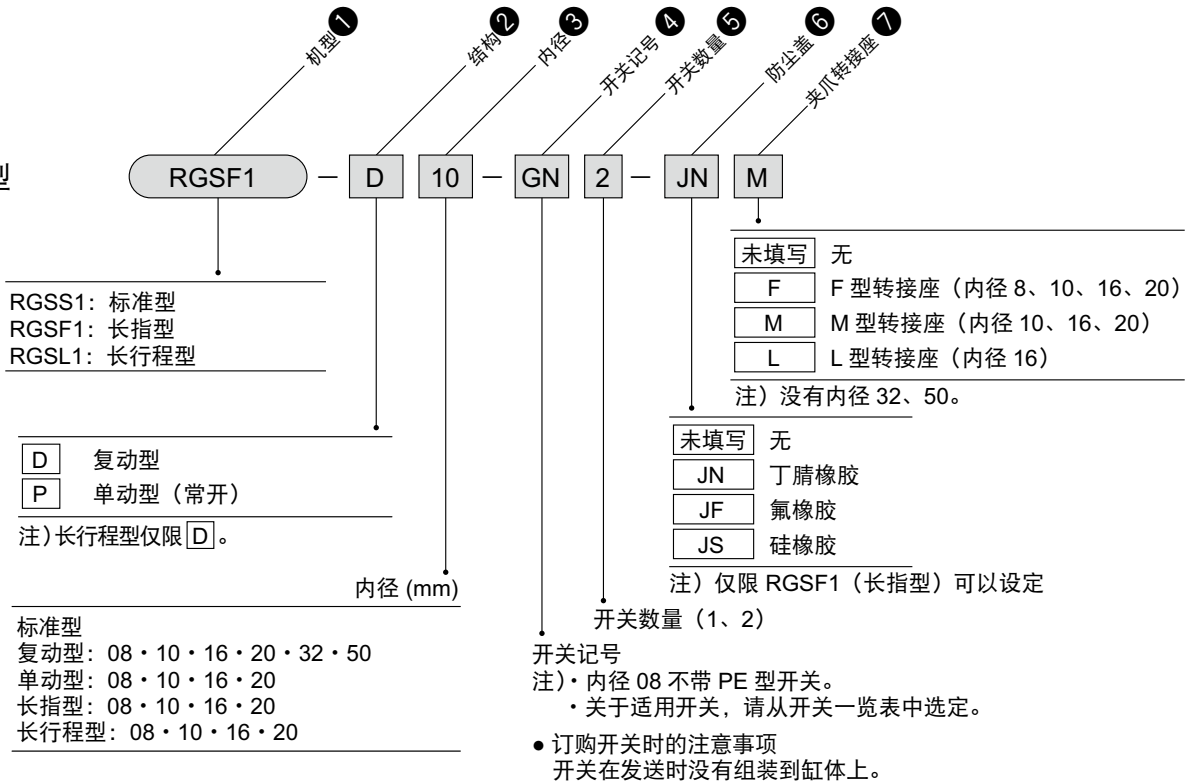 机型❶
结构❷
内径❸
开关记号❹
开关数量❺
防尘盖❻
夹爪转接座❼
型
RGSF1 － D 10 － GN 2 － JN M
RGSS1：标准型
RGSF1：长指型
RGSL1：长行程型
D 复动型
P 单动型（常开）
注）长行程型仅限 D 。
内径 (mm)
标准型
复动型：08・10・16・20・32・50
单动型：08・10・16・20
长指型：08・10・16・20
长行程型：08・10・16・20
开关记号
注）・内径 08 不带 PE 型开关。
・关于适用开关，请从开关一览表中选定。
● 订购开关时的注意事项
开关在发送时没有组装到缸体上。
开关数量（1、2）
未填写 无
JN 丁腈橡胶
JF 氟橡胶
JS 硅橡胶
注）仅限 RGSF1（长指型）可以设定
未填写 无
F F 型转接座（内径 8、10、16、20）
M M 型转接座（内径 10、16、20）
L L 型转接座（内径 16）
注）没有内径 32、50。